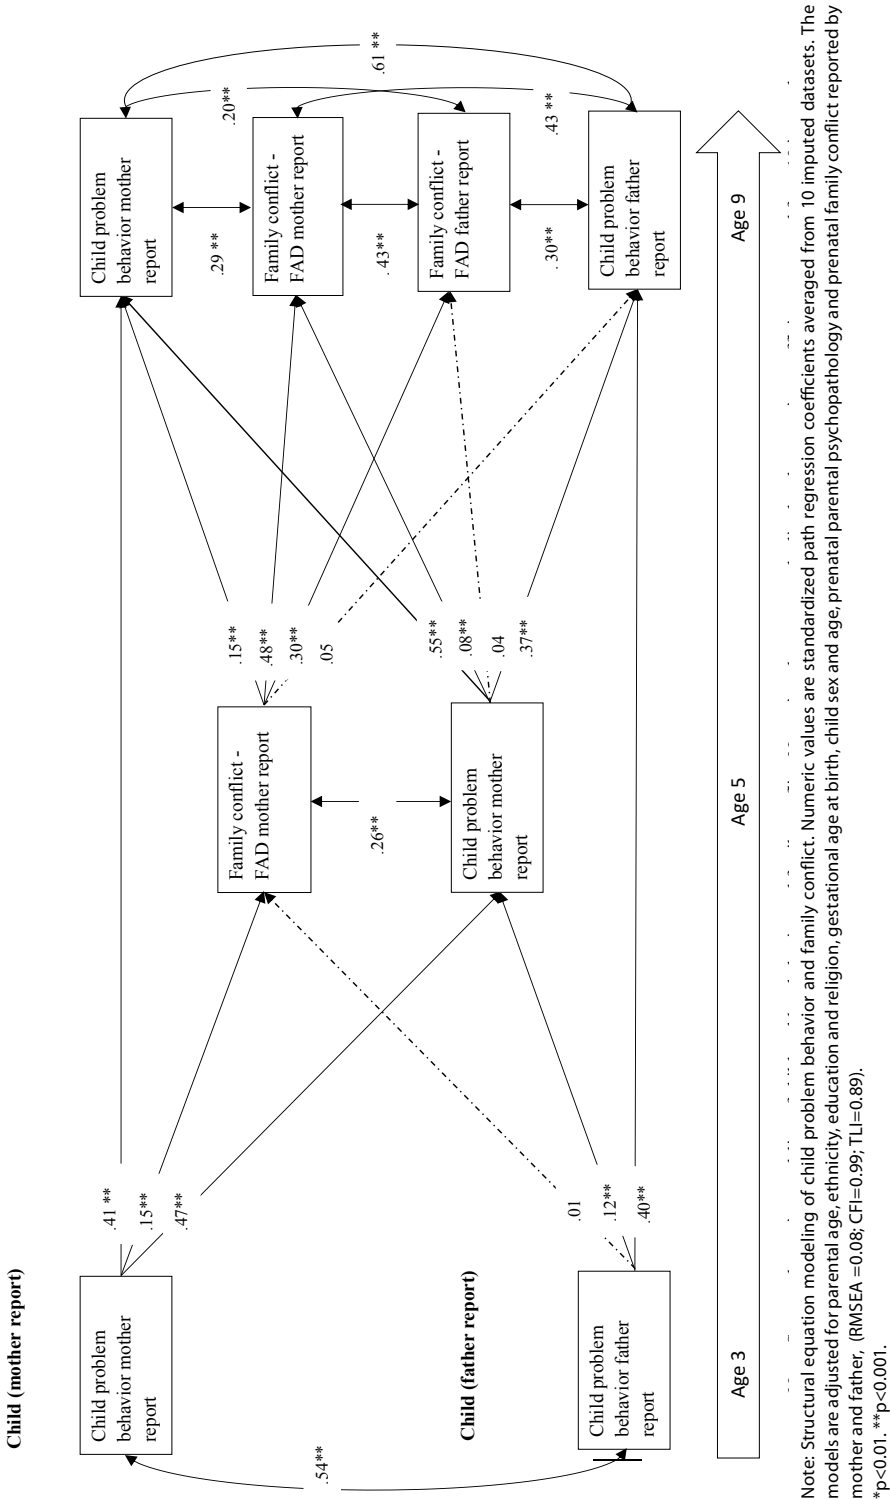 Child (mother report)
Child problem
behavior mother
report
.54**
Child (father report)
Child problem
behavior father
report
.41 **
.15**
.47**
.01
.12**
.40**
Family conflict -
FAD mother report
.26**
Child problem
behavior mother
report
.15**
.48**
.30**
.05
.55**
.08**
.04
.37**
Child problem
behavior mother
report
.29 **
Family conflict -
FAD mother report
.43**
Family conflict -
FAD father report
.30**
Child problem
behavior father
report
.20**
.61 **
.43 **
Age 3
Age 5
Age 9
Note: Structural equation modeling of child problem behavior and family conflict. Numeric values are standardized path regression coefficients averaged from 10 imputed datasets. The
models are adjusted for parental age, ethnicity, education and religion, gestational age at birth, child sex and age, prenatal parental psychopathology and prenatal family conflict reported by
mother and father, (RMSEA =0.08; CFI=0.99; TLI=0.89).
*p<0.01. **p<0.001.